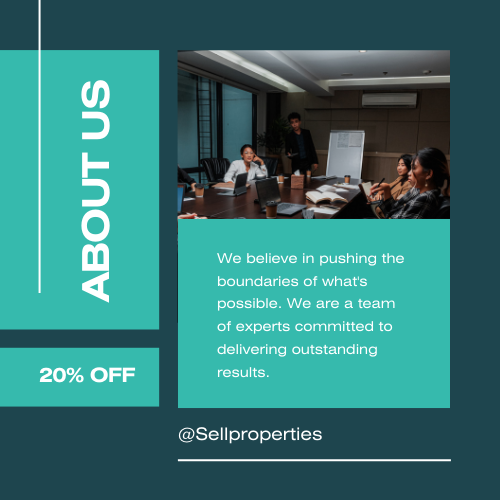 ABOUT US
20% OFF
We believe in pushing the
boundaries of what's
possible. We are a team
of experts committed to
delivering outstanding
results.
@Sellproperties